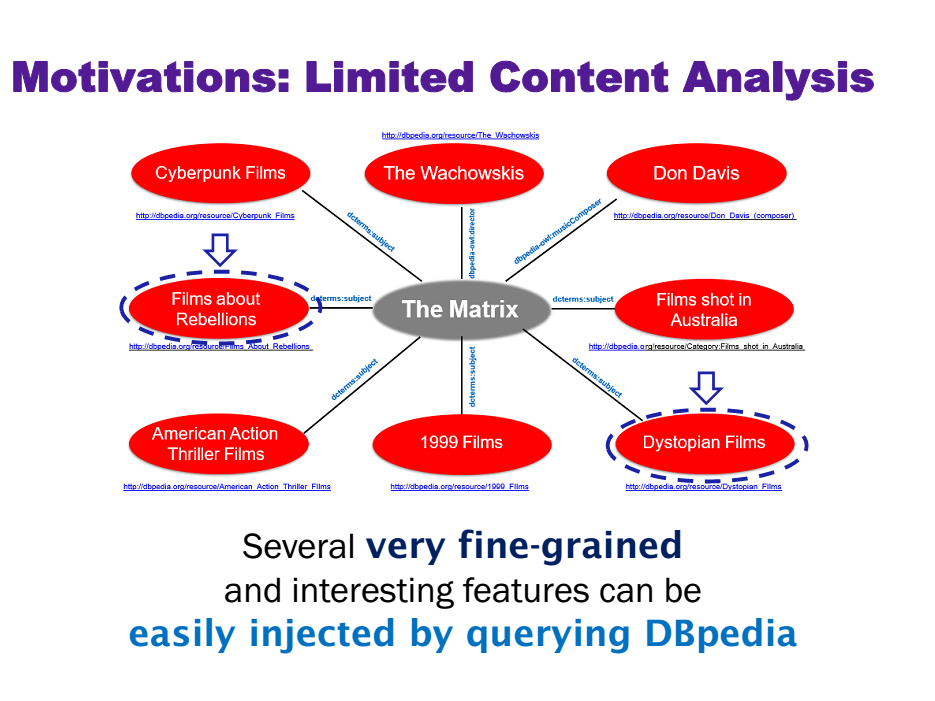 Motivations: Limited Content Analysis
http://dbpedia.org/resource/The_Wachowskis
Cyberpunk Films
The Wachowskis
Don Davis
http://dbpedia.org/resource/Cyberpunk_Films
http://dbpedia.org/resource/Don_Davis_(composer)
dcterms:subject
dbpedia-owl:director
dbpedia-owl:musicComposer
Films about
Rebellions
dcterms:subject
The Matrix
dcterms:subject
Films shot in
Australia
http://dbpedia.org/resource/Films_About_Rebellions
http://dbpedia.org/resource/Category:Films_shot_in_Australia
dcterms:subject
dcterms:subject
dcterms:subject
American Action
Thriller Films
1999 Films
Dystopian Films
http://dbpedia.org/resource/American_Action_Thriller_Films
http://dbpedia.org/resource/1999_Films
http://dbpedia.org/resource/Dystopian_Films
Several very fine-grained
and interesting features can be
easily injected by querying DBpedia